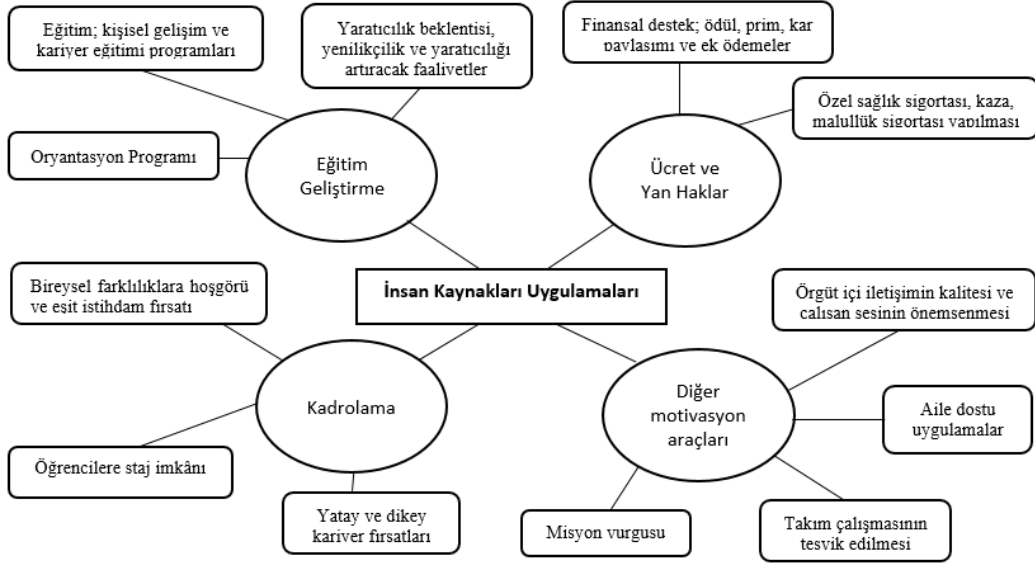 Eğitim; kişisel gelişim ve
kariyer eğitimi programları
Yaratıcılık beklentisi,
yenilikçilik ve yaratıcılığı
artıracak faaliyetler
Finansal destek; ödül, prim, kar
paylaşımı ve ek ödemeler
Özel sağlık sigortası, kaza,
malullük sigortası yapılması
Oryantasyon Programı
Eğitim
Geliştirme
Ücret ve
Yan Haklar
Bireysel farklılıklara hoşgörü
ve eşit istihdam fırsatı
İnsan Kaynakları Uygulamaları
Örgüt içi iletişimin kalitesi ve
çalışan sesinin önemsenmesi
Kadrolama
Diğer
motivasyon
araçları
Aile dostu
uygulamalar
Öğrencilere staj imkânı
Yatay ve dikey
kariyer fırsatları
Misyon vurgusu
Takım çalışmasının
teşvik edilmesi